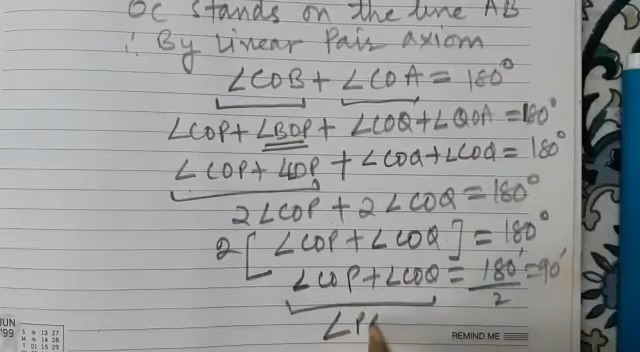 OC stands on the line AB
∴ By Linear Pair axiom
∠COB + ∠COA = 180°
∠COP + ∠BOP + ∠COQ + ∠QOA = 180°
∠COP + ∠COP + ∠COQ + ∠COQ = 180°
2∠COP + 2∠COQ = 180°
2[∠COP + ∠COQ] = 180°
∠COP + ∠COQ = 180°/2 = 90°
∠P
JUN
'99
REMIND ME